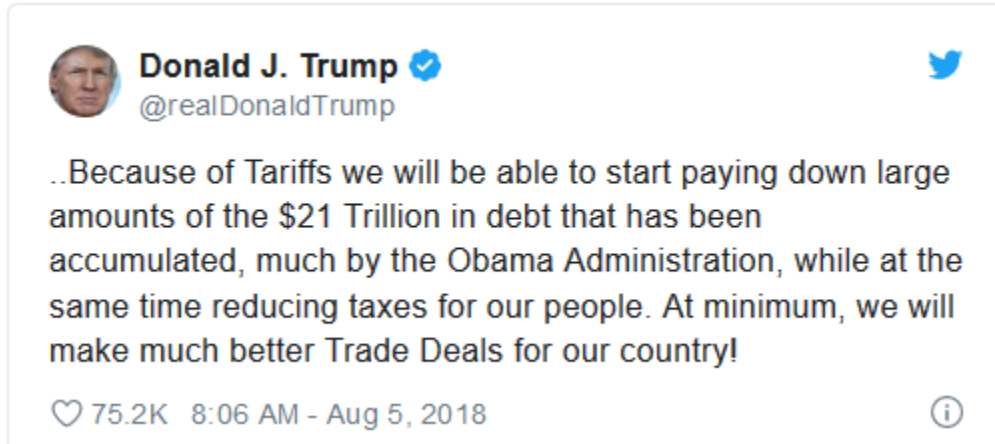 Donald J. Trump
@realDonaldTrump
..Because of Tariffs we will be able to start paying down large
amounts of the $21 Trillion in debt that has been
accumulated, much by the Obama Administration, while at the
same time reducing taxes for our people. At minimum, we will
make much better Trade Deals for our country!
75.2K 8:06 AM - Aug 5, 2018